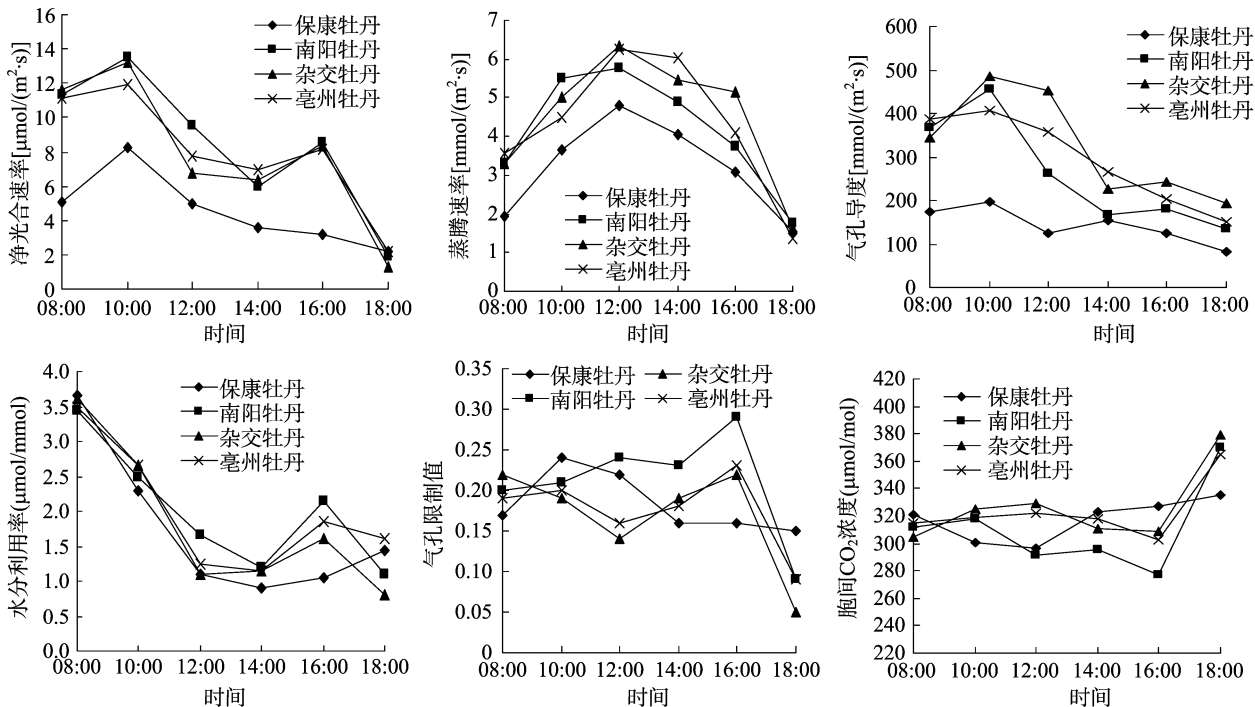 净光合速率[μmol/(m²·s)]
16
14
12
10
8
6
4
2
0
保康牡丹
南阳牡丹
杂交牡丹
亳州牡丹
08:00 10:00 12:00 14:00 16:00 18:00
时间
蒸腾速率[mmol/(m²·s)]
7
6
5
4
3
2
1
0
保康牡丹
南阳牡丹
杂交牡丹
亳州牡丹
08:00 10:00 12:00 14:00 16:00 18:00
时间
气孔导度[mmol/(m²·s)]
600
500
400
300
200
100
0
保康牡丹
南阳牡丹
杂交牡丹
亳州牡丹
08:00 10:00 12:00 14:00 16:00 18:00
时间
水分利用率(μmol/mmol)
4.0
3.5
3.0
2.5
2.0
1.5
1.0
0.5
0.0
保康牡丹
南阳牡丹
杂交牡丹
亳州牡丹
08:00 10:00 12:00 14:00 16:00 18:00
时间
气孔限制值
0.35
0.30
0.25
0.20
0.15
0.10
0.05
0
保康牡丹 杂交牡丹
南阳牡丹 亳州牡丹
08:00 10:00 12:00 14:00 16:00 18:00
时间
胞间CO₂浓度(μmol/mol)
420
400
380
360
340
320
300
280
260
240
220
保康牡丹
南阳牡丹
杂交牡丹
亳州牡丹
08:00 10:00 12:00 14:00 16:00 18:00
时间